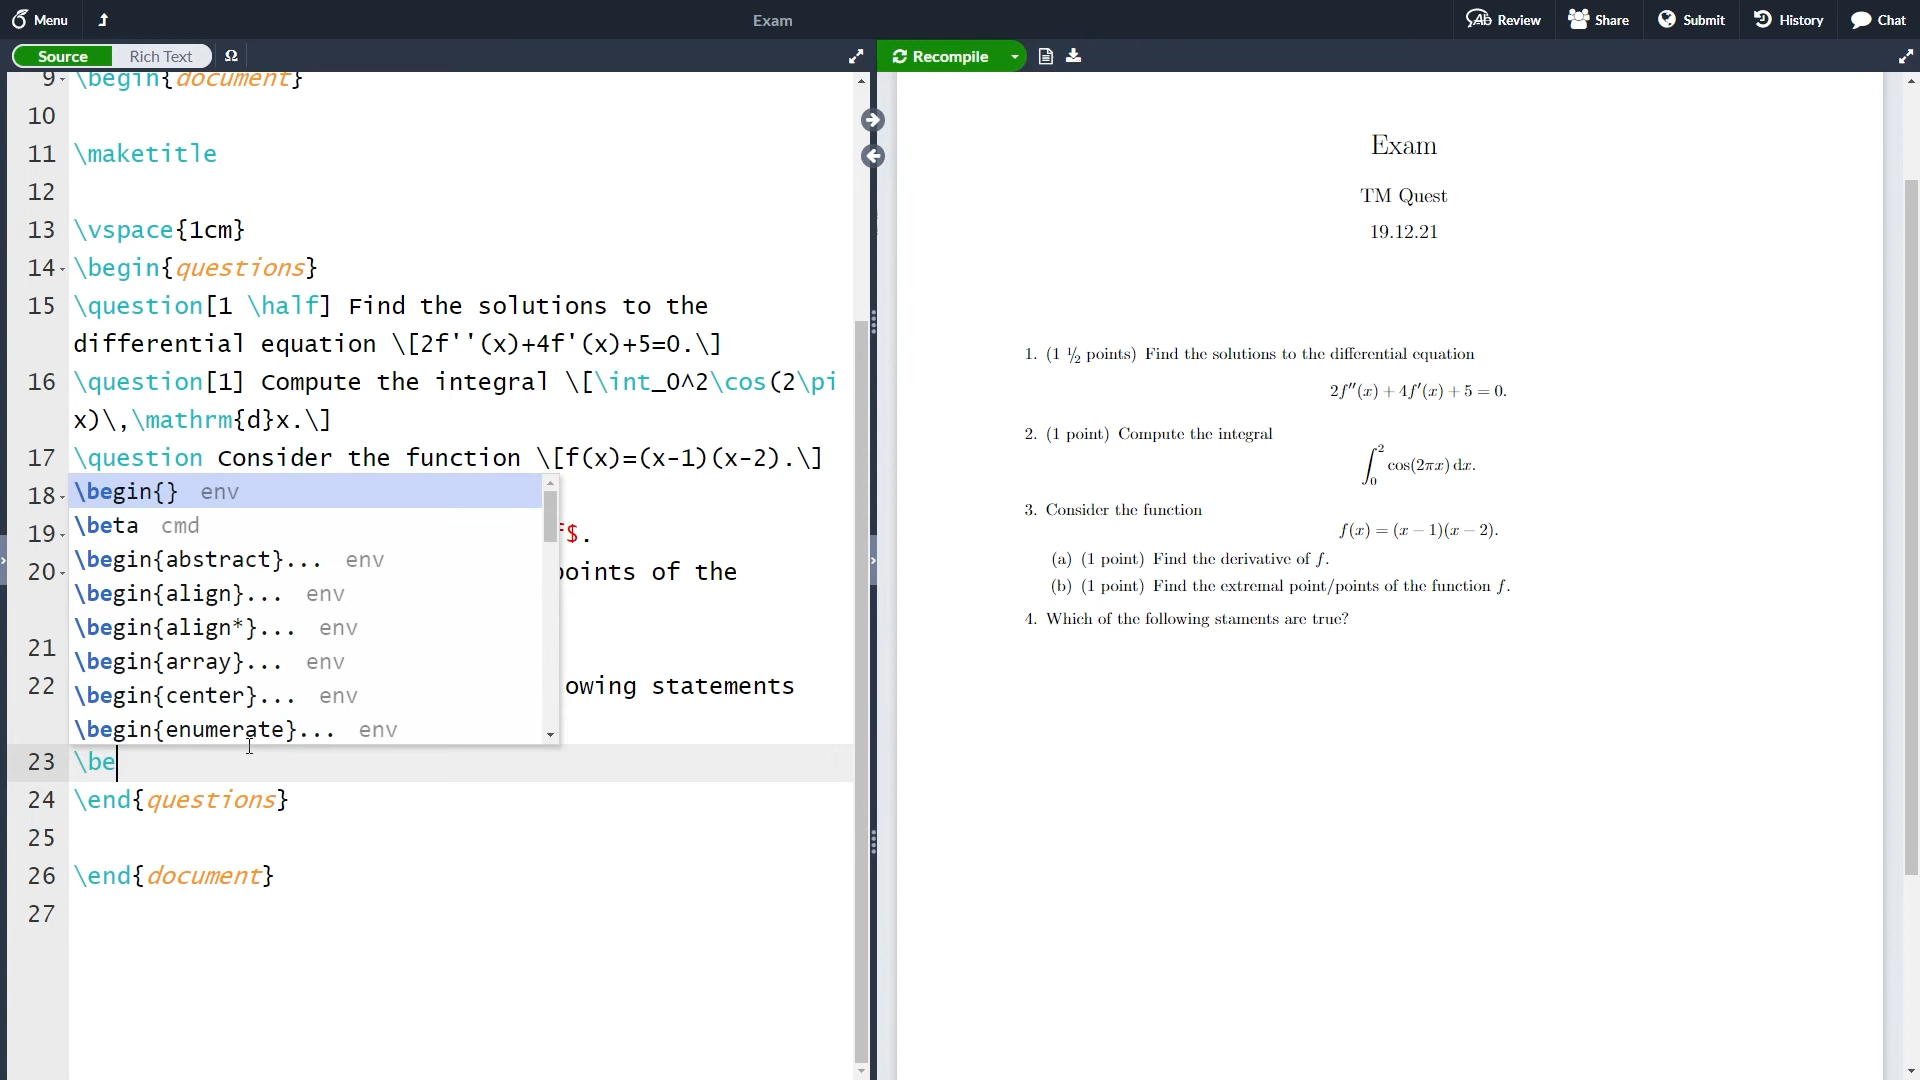 Menu
Exam
Review
Share
Submit
History
Chat
Source
Rich Text
Ω
Recompile
9 \begin{document}
10
11 \maketitle
12
13 \vspace{1cm}
14 \begin{questions}
15 \question[1 \half] Find the solutions to the
differential equation \[2f''(x)+4f'(x)+5=0.\]
16 \question[1] Compute the integral \[\int_0^2\cos(2\pi
x)\,\mathrm{d}x.\]
17 \question Consider the function \[f(x)=(x-1)(x-2).\]
18 \begin{} env
\beta cmd
19 $.
\begin{abstract}... env
20 points of the
\begin{align}... env
\begin{align*}... env
21
\begin{array}... env
22 owing statements
\begin{center}... env
\begin{enumerate}... env
23 \be
24 \end{questions}
25
26 \end{document}
27
Exam
TM Quest
19.12.21
1. (1 ½ points) Find the solutions to the differential equation
2f″(x) + 4f′(x) + 5 = 0.
2. (1 point) Compute the integral
∫₀² cos(2πx) dx.
3. Consider the function
f(x) = (x − 1)(x − 2).
(a) (1 point) Find the derivative of f.
(b) (1 point) Find the extremal point/points of the function f.
4. Which of the following staments are true?